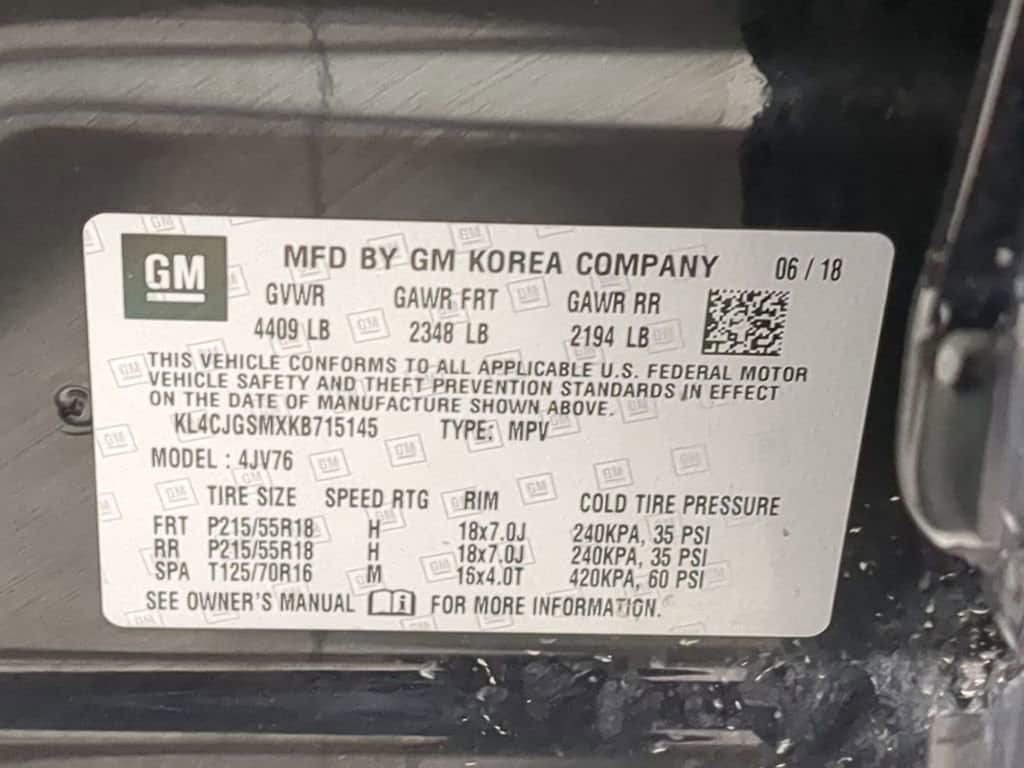 GM
MFD BY GM KOREA COMPANY 06 / 18
GVWR GAWR FRT GAWR RR
4409 LB 2348 LB 2194 LB
THIS VEHICLE CONFORMS TO ALL APPLICABLE U.S. FEDERAL MOTOR
VEHICLE SAFETY AND THEFT PREVENTION STANDARDS IN EFFECT
ON THE DATE OF MANUFACTURE SHOWN ABOVE.
KL4CJGSMXKB715145 TYPE: MPV
MODEL : 4JV76
TIRE SIZE SPEED RTG RIM COLD TIRE PRESSURE
FRT P215/55R18 H 18x7.0J 240KPA, 35 PSI
RR P215/55R18 H 18x7.0J 240KPA, 35 PSI
SPA T125/70R16 M 16x4.0T 420KPA, 60 PSI
SEE OWNER'S MANUAL i FOR MORE INFORMATION.